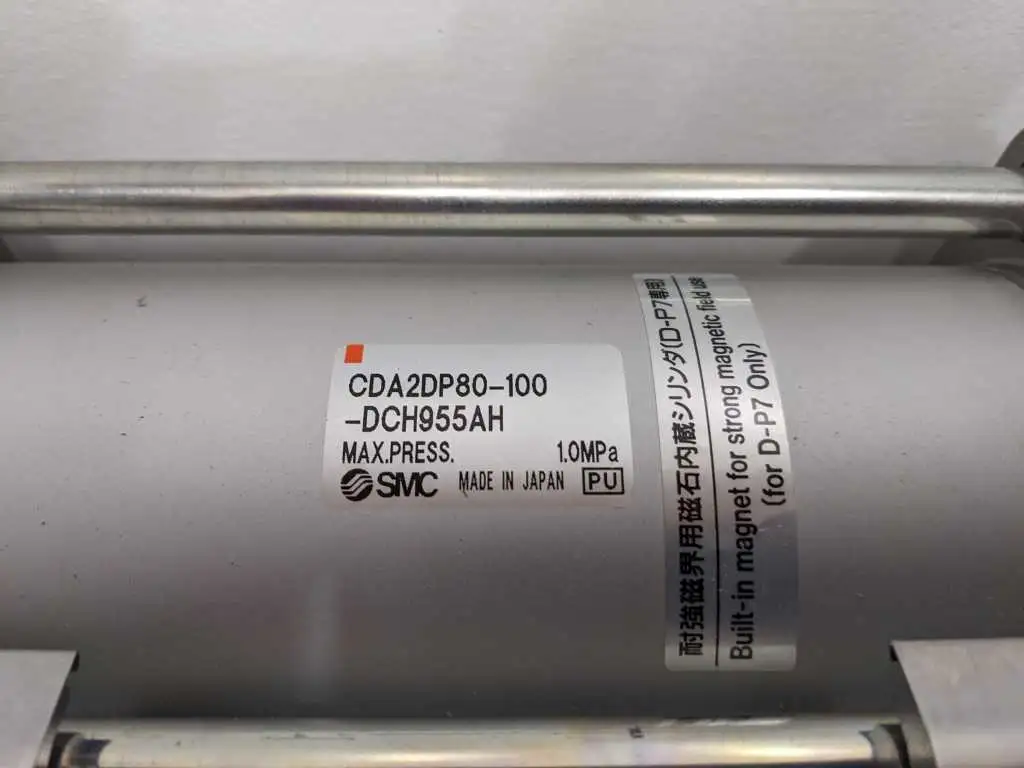 CDA2DP80-100
-DCH955AH
MAX.PRESS. 1.0MPa
SMC MADE IN JAPAN PU
耐強磁界用磁石内蔵シリンダ(D-P7専用)
Built-in magnet for strong magnetic field use
(for D-P7 Only)